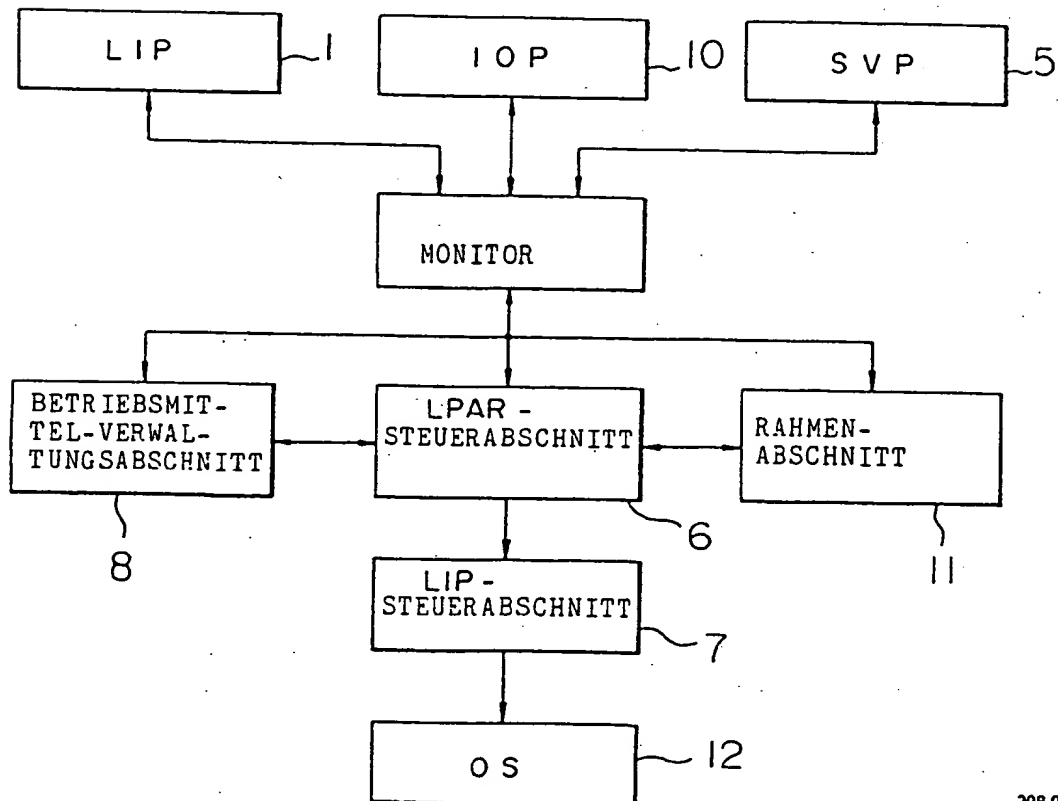 LIP 1
IOP 10
SVP 5
MONITOR
BETRIEBSMIT-
TEL-VERWAL-
TUNGSABSCHNITT
8
LPAR-
STEUERABSCHNITT
6
RAHMEN-
ABSCHNITT
11
LIP-
STEUERABSCHNITT
7
OS 12